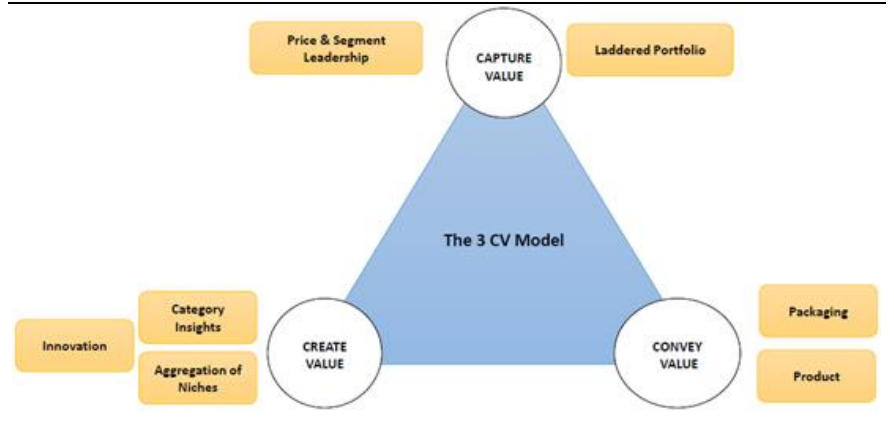 Price & Segment
Leadership
CAPTURE
VALUE
Laddered Portfolio
The 3 CV Model
Innovation
Category
Insights
Aggregation of
Niches
CREATE
VALUE
CONVEY
VALUE
Packaging
Product